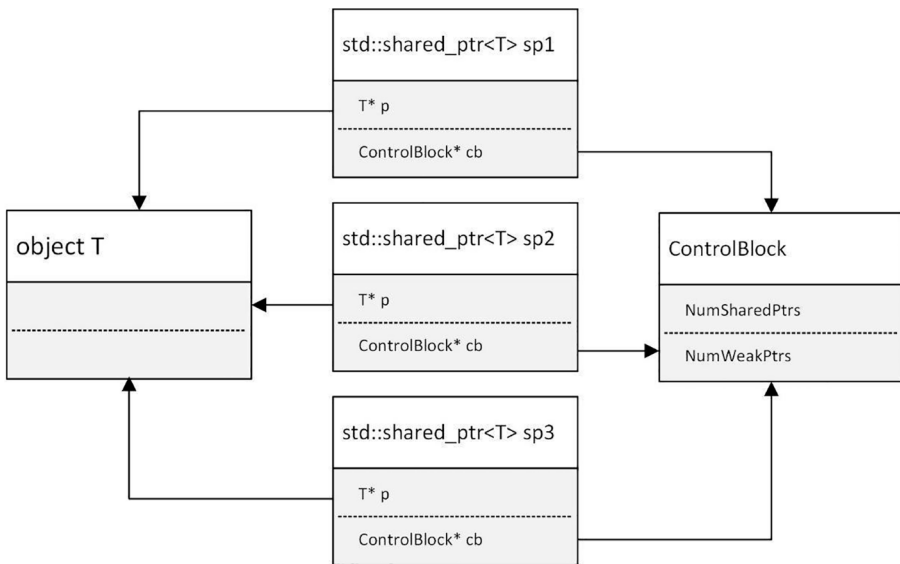 std::shared_ptr<T> sp1
T* p
ControlBlock* cb
object T
std::shared_ptr<T> sp2
T* p
ControlBlock* cb
ControlBlock
NumSharedPtrs
NumWeakPtrs
std::shared_ptr<T> sp3
T* p
ControlBlock* cb